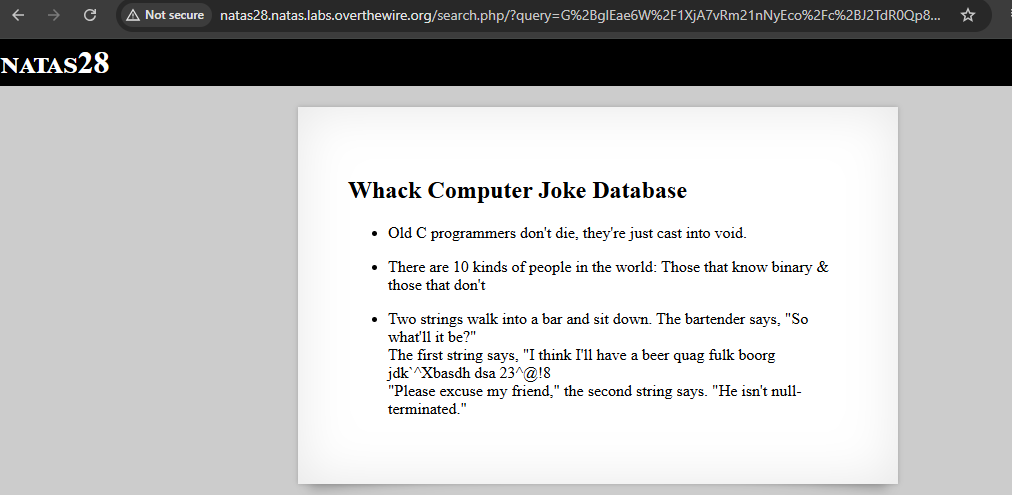 Not secure
natas28.natas.labs.overthewire.org/search.php/?query=G%2BglEae6W%2F1XjA7vRm21nNyEco%2Fc%2BJ2TdR0Qp8...
NATAS28
Whack Computer Joke Database
• Old C programmers don't die, they're just cast into void.
• There are 10 kinds of people in the world: Those that know binary &
those that don't
• Two strings walk into a bar and sit down. The bartender says, "So
what'll it be?"
The first string says, "I think I'll have a beer quag fulk boorg
jdk`^Xbasdh dsa 23^@!8
"Please excuse my friend," the second string says. "He isn't null-
terminated."